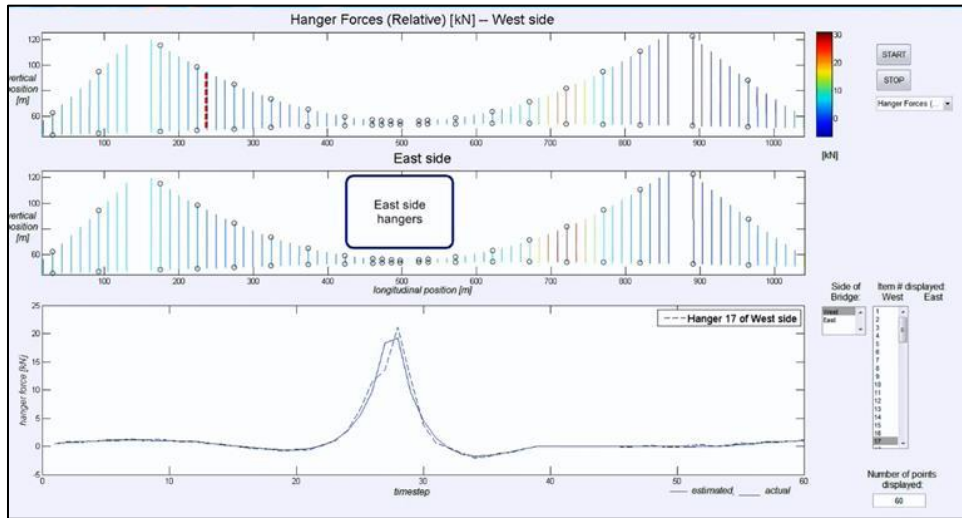 Hanger Forces (Relative) [kN] -- West side
120
100
80
60
vertical
position
[m]
100
200
300
400
500
600
700
800
900
1000
30
20
10
0
[kN]
START
STOP
Hanger Forces (...
East side
120
100
80
60
vertical
position
[m]
East side
hangers
100
200
300
400
500
600
700
800
900
1000
longitudinal position [m]
25
20
15
10
5
0
-5
hanger force [kN]
Hanger 17 of West side
0
10
20
30
40
50
60
timestep
estimated, ____ actual
Side of
Bridge:
West
East
Item # displayed:
West East
1
2
3
4
5
6
7
8
9
10
11
12
13
14
15
16
17
Number of points
displayed:
60